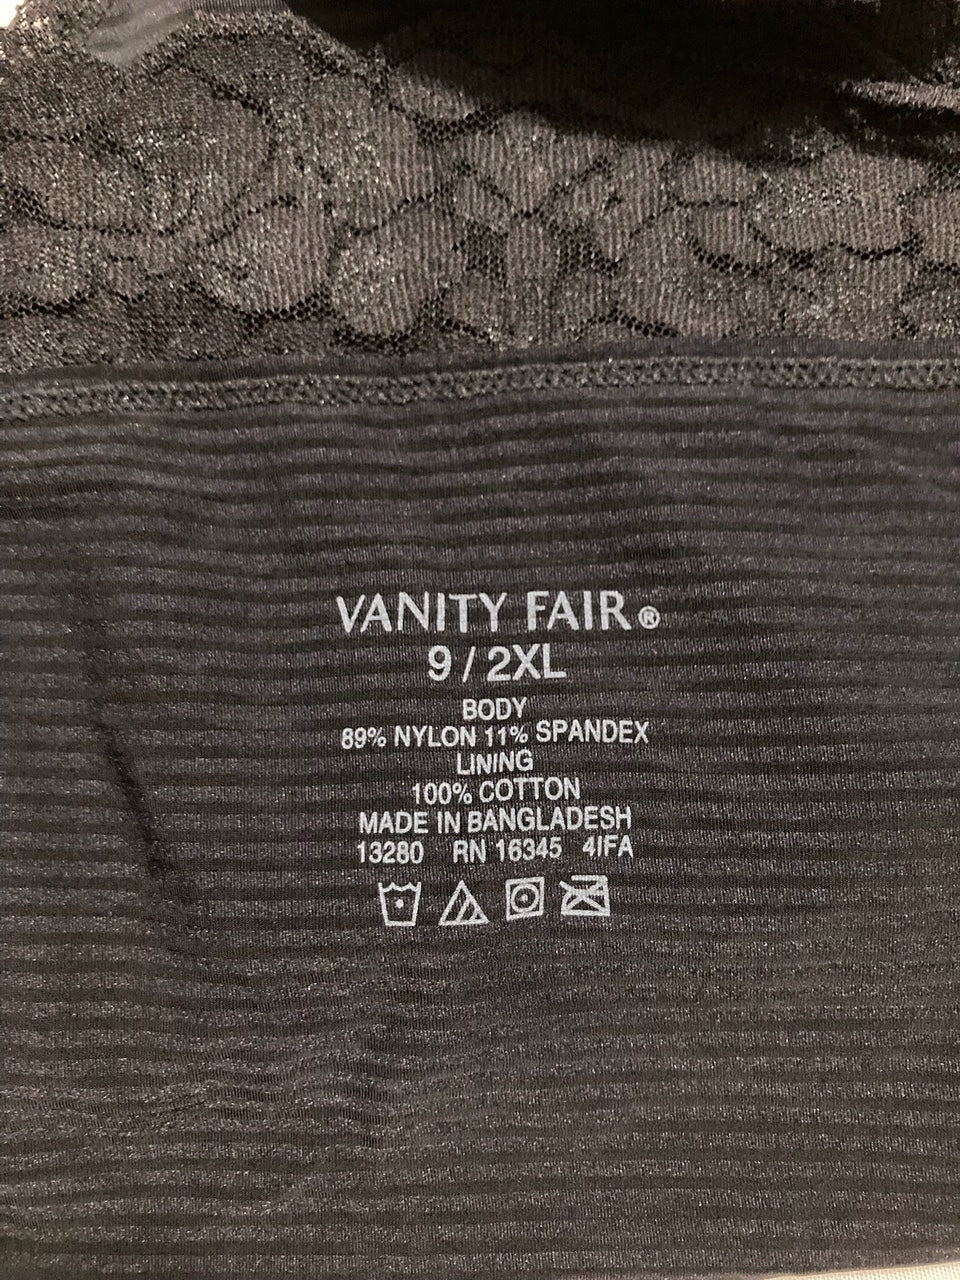 VANITY FAIR®
9 / 2XL
BODY
89% NYLON 11% SPANDEX
LINING
100% COTTON
MADE IN BANGLADESH
13280 RN 16345 4IFA